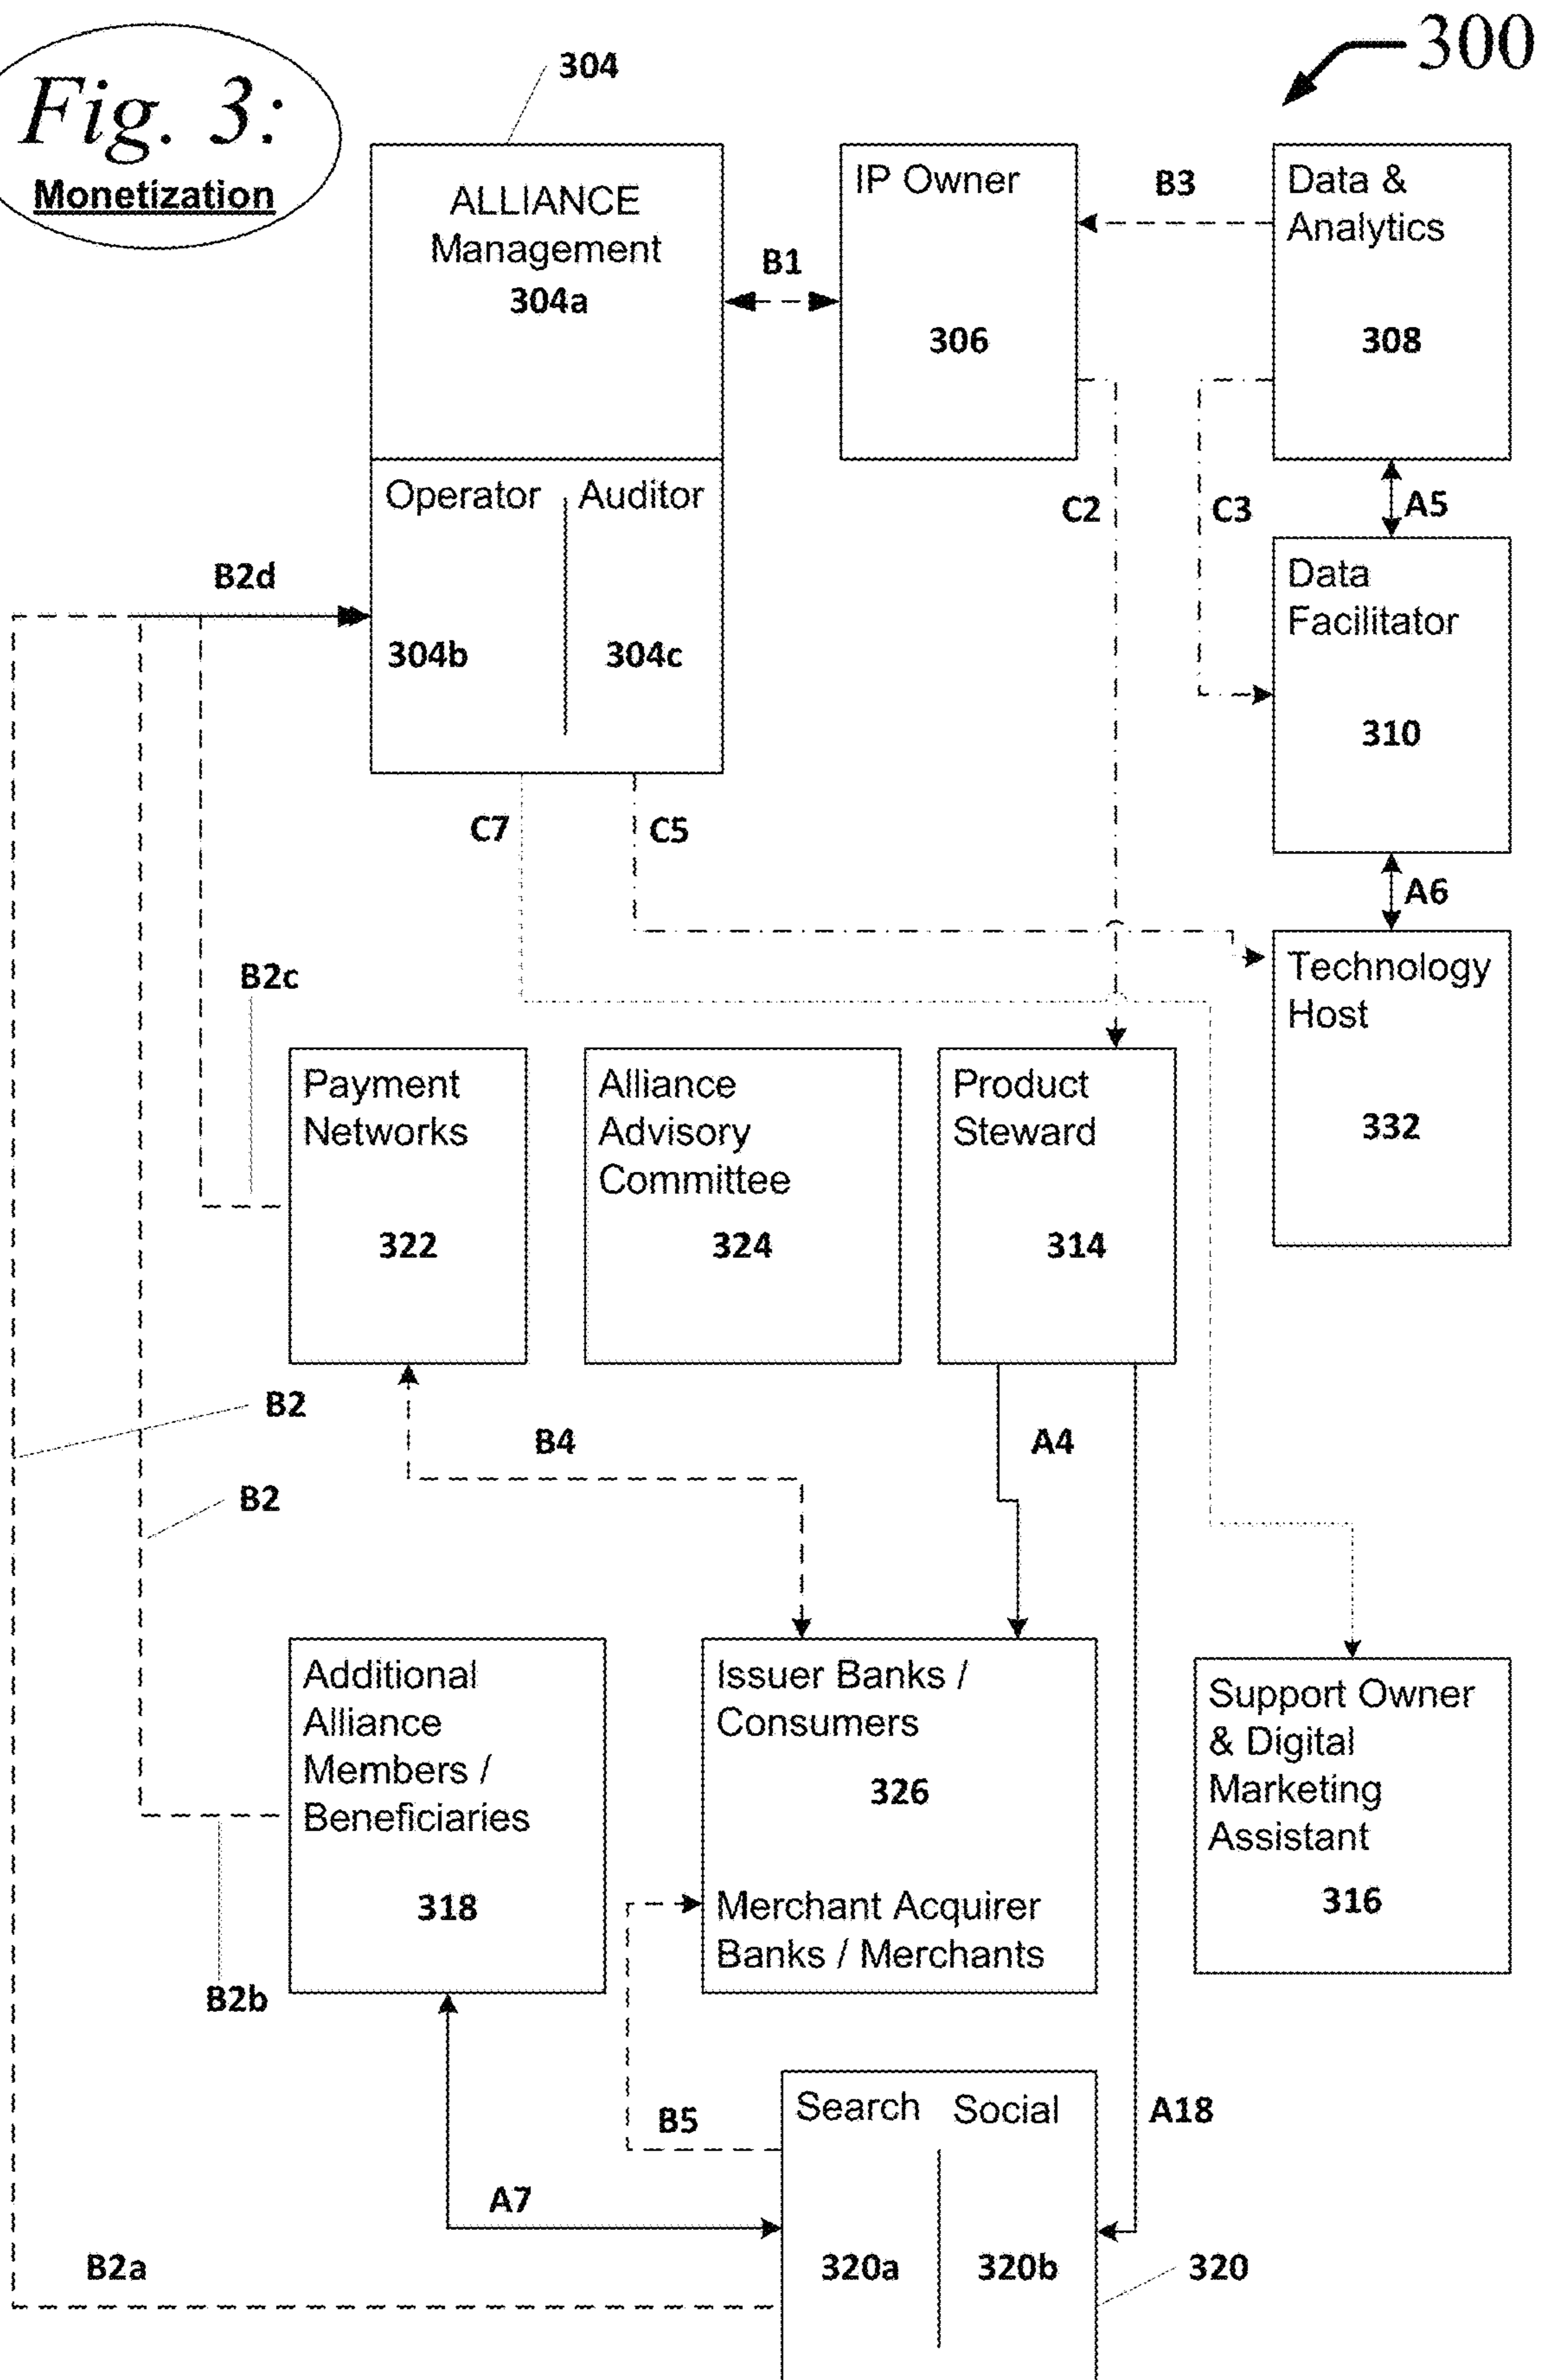 Fig. 3:
Monetization
300
304
ALLIANCE
Management
304a
B1
IP Owner
306
B3
Data &
Analytics
308
Operator
Auditor
304b
304c
B2d
C2
C3
A5
Data
Facilitator
310
C7
C5
A6
Technology
Host
332
B2c
Payment
Networks
322
Alliance
Advisory
Committee
324
Product
Steward
314
B2
B4
A4
B2
Additional
Alliance
Members /
Beneficiaries
318
Issuer Banks /
Consumers
326
Merchant Acquirer
Banks / Merchants
Support Owner
& Digital
Marketing
Assistant
316
B2b
B5
Search
Social
A18
A7
B2a
320a
320b
320